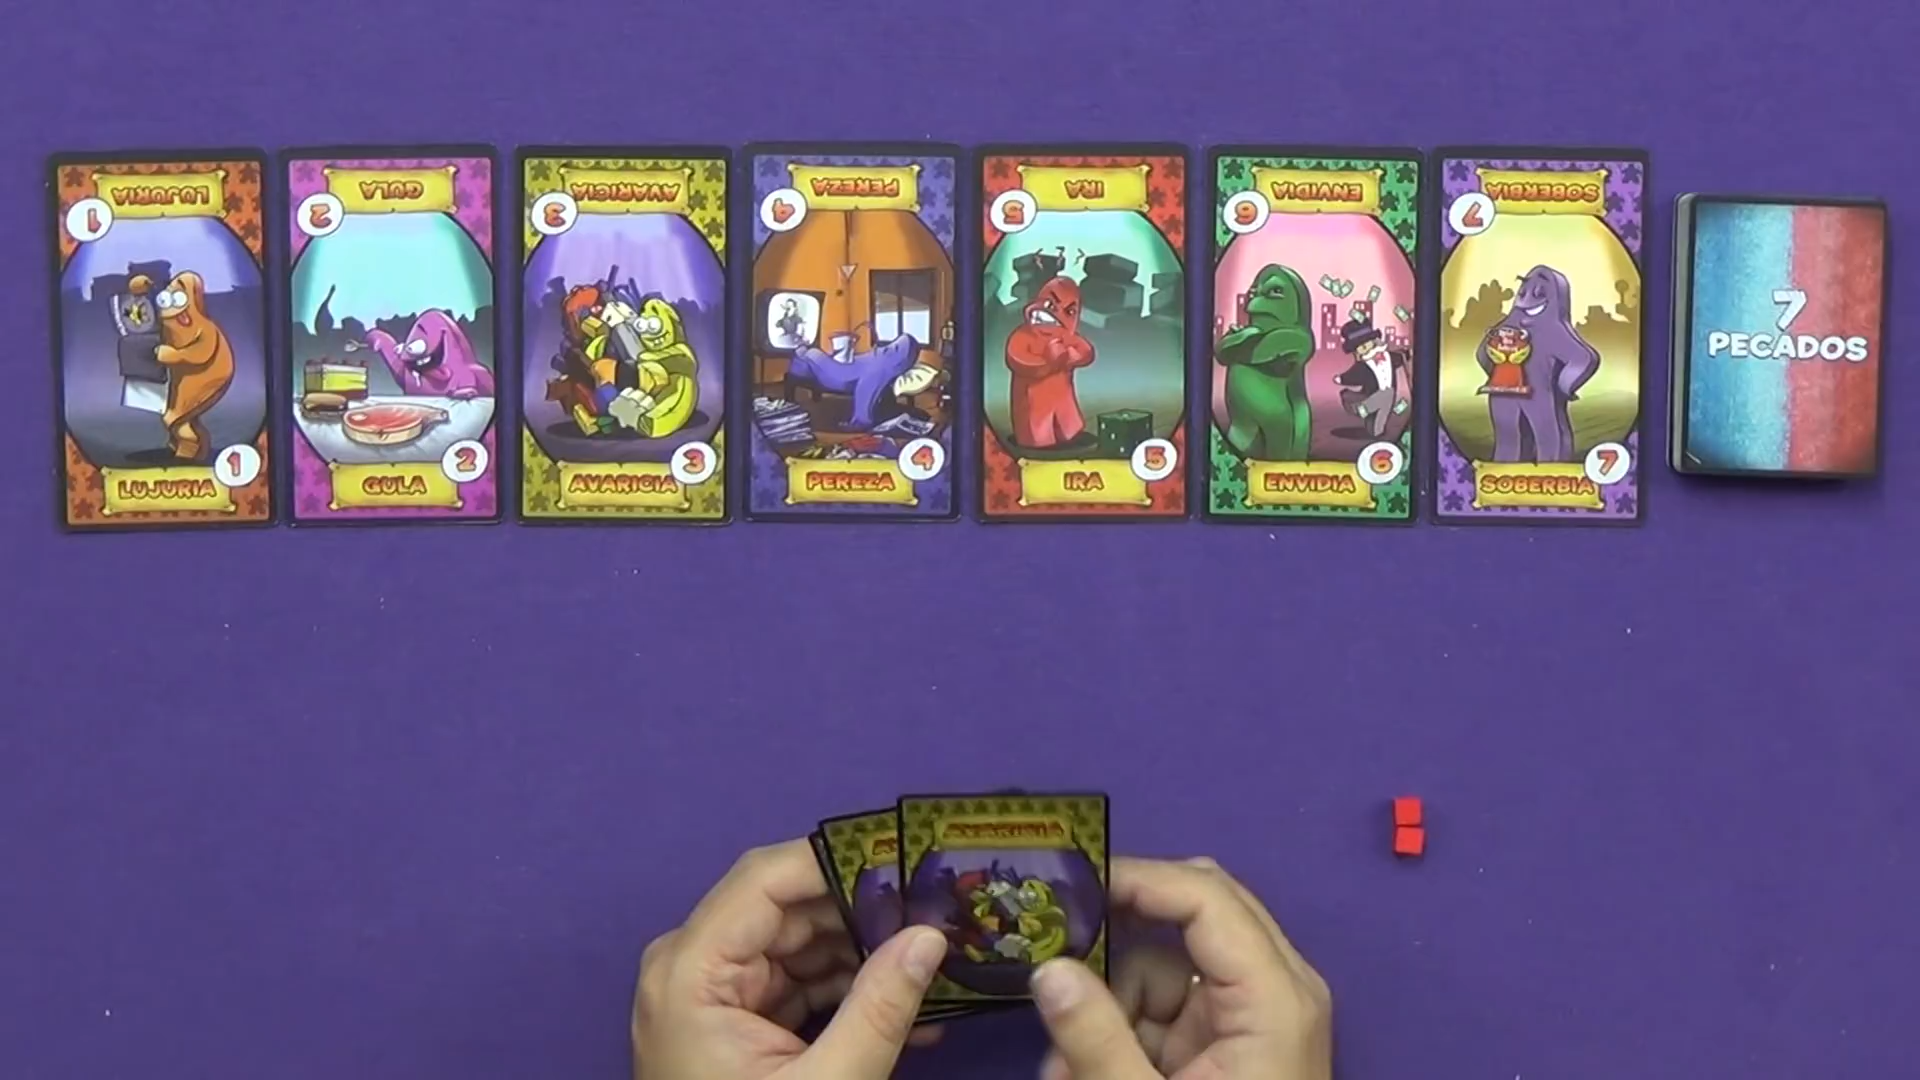 LUJURIA
1
1
LUJURIA
GULA
2
2
GULA
AVARICIA
3
3
AVARICIA
PEREZA
4
4
PEREZA
IRA
5
5
IRA
ENVIDIA
6
6
ENVIDIA
SOBERBIA
7
7
SOBERBIA
7
PECADOS
AVARICIA